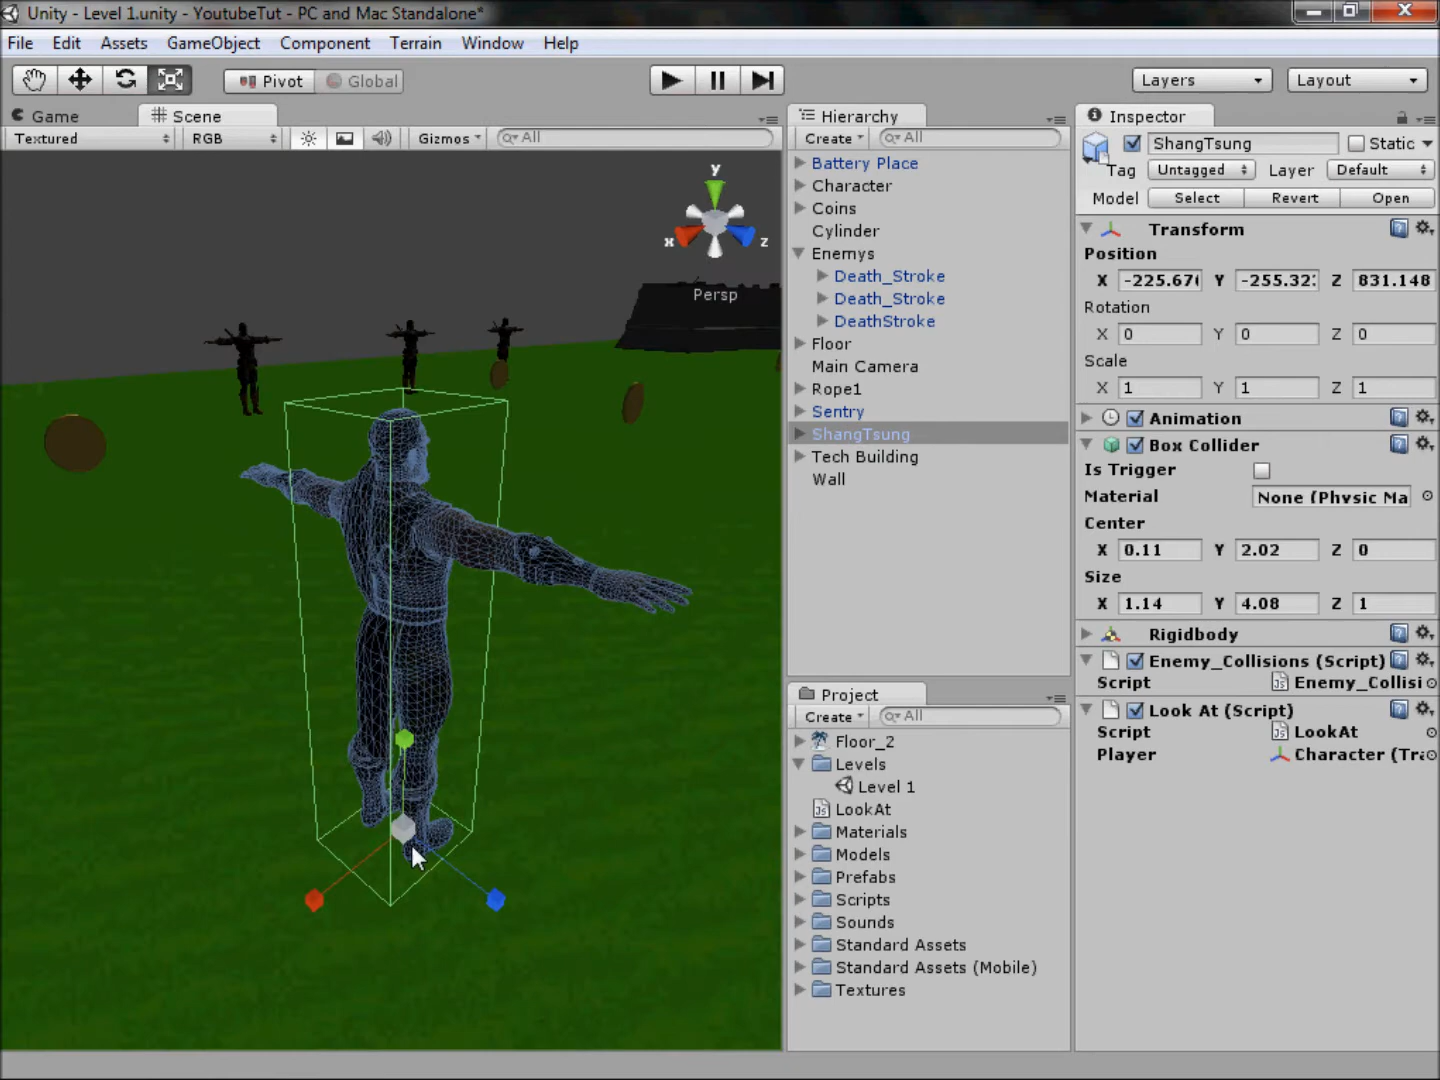 Unity - Level 1.unity - YoutubeTut - PC and Mac Standalone*
File Edit Assets GameObject Component Terrain Window Help
Pivot Global Layers Layout
Game Scene
Textured RGB Gizmos All
y
x z
Persp
Hierarchy
Create All
Battery Place
Character
Coins
Cylinder
Enemys
Death_Stroke
Death_Stroke
DeathStroke
Floor
Main Camera
Rope1
Sentry
ShangTsung
Tech Building
Wall
Project
Create All
Floor_2
Levels
Level 1
LookAt
Materials
Models
Prefabs
Scripts
Sounds
Standard Assets
Standard Assets (Mobile)
Textures
Inspector
ShangTsung Static
Tag Untagged Layer Default
Model Select Revert Open
Transform
Position
X -225.67 Y -255.32 Z 831.148
Rotation
X 0 Y 0 Z 0
Scale
X 1 Y 1 Z 1
Animation
Box Collider
Is Trigger
Material None (Physic Ma
Center
X 0.11 Y 2.02 Z 0
Size
X 1.14 Y 4.08 Z 1
Rigidbody
Enemy_Collisions (Script)
Script Enemy_Collisi
Look At (Script)
Script LookAt
Player Character (Tra